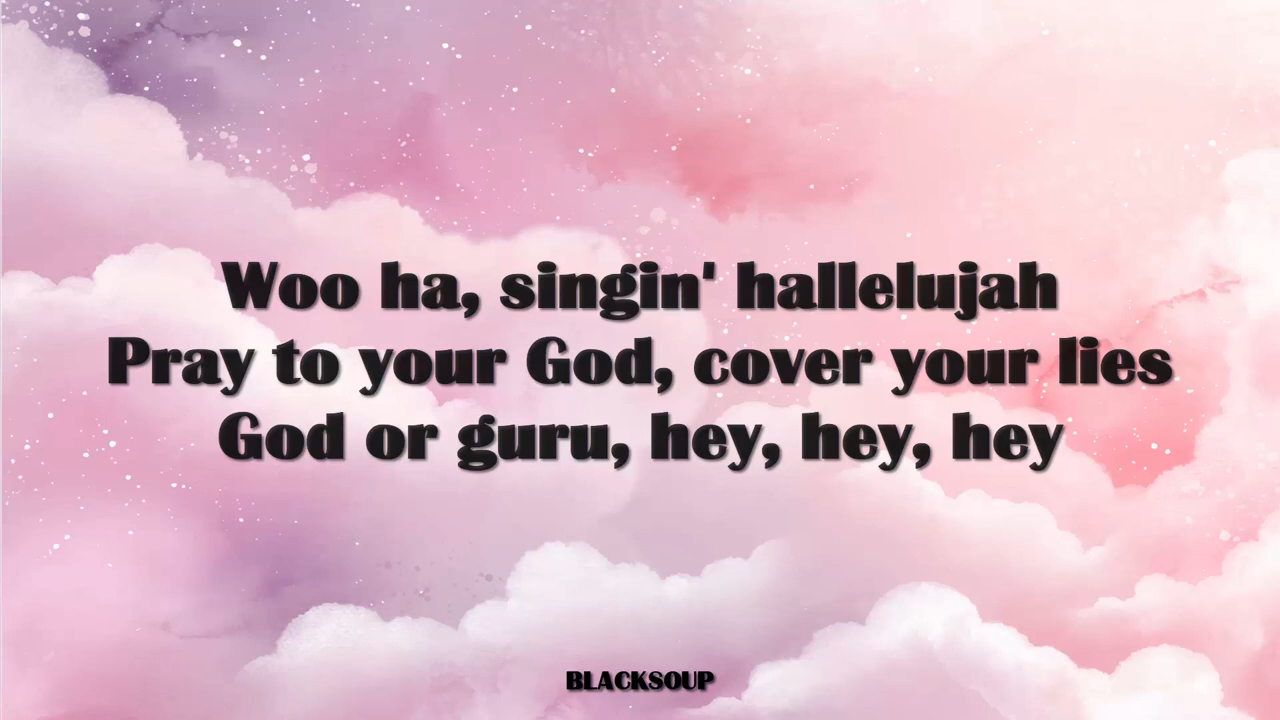 Woo ha, singin' hallelujah
Pray to your God, cover your lies
God or guru, hey, hey, hey
BLACKSOUP